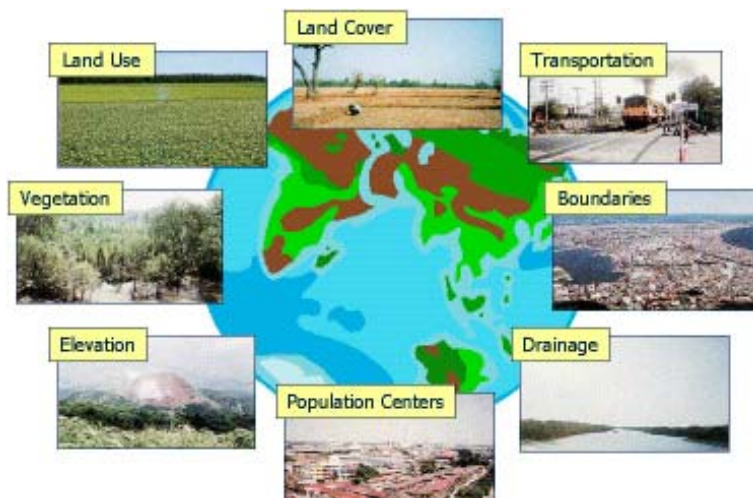 Land Cover
Land Use
Transportation
Vegetation
Boundaries
Elevation
Drainage
Population Centers